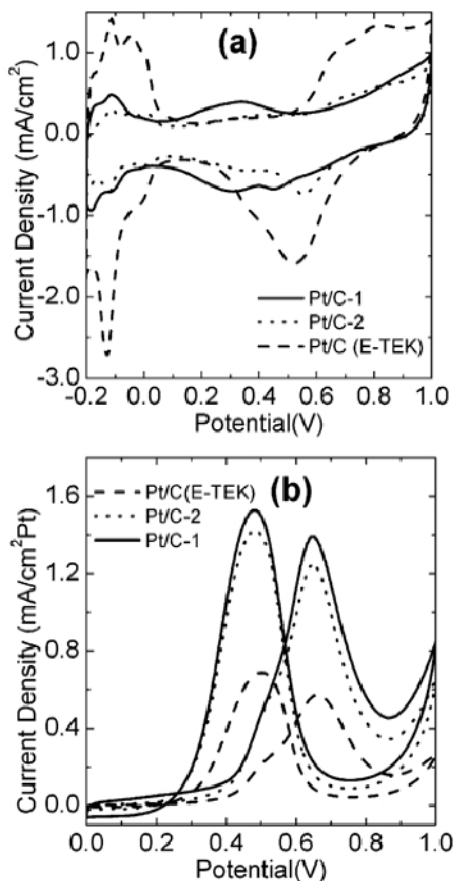 (a)
Current Density (mA/cm²)
1.0
0.0
-1.0
-2.0
-3.0
Pt/C-1
Pt/C-2
Pt/C (E-TEK)
-0.2 0.0 0.2 0.4 0.6 0.8 1.0
Potential(V)
(b)
Current Density (mA/cm²Pt)
1.6
1.2
0.8
0.4
0.0
Pt/C(E-TEK)
Pt/C-2
Pt/C-1
0.0 0.2 0.4 0.6 0.8 1.0
Potential(V)